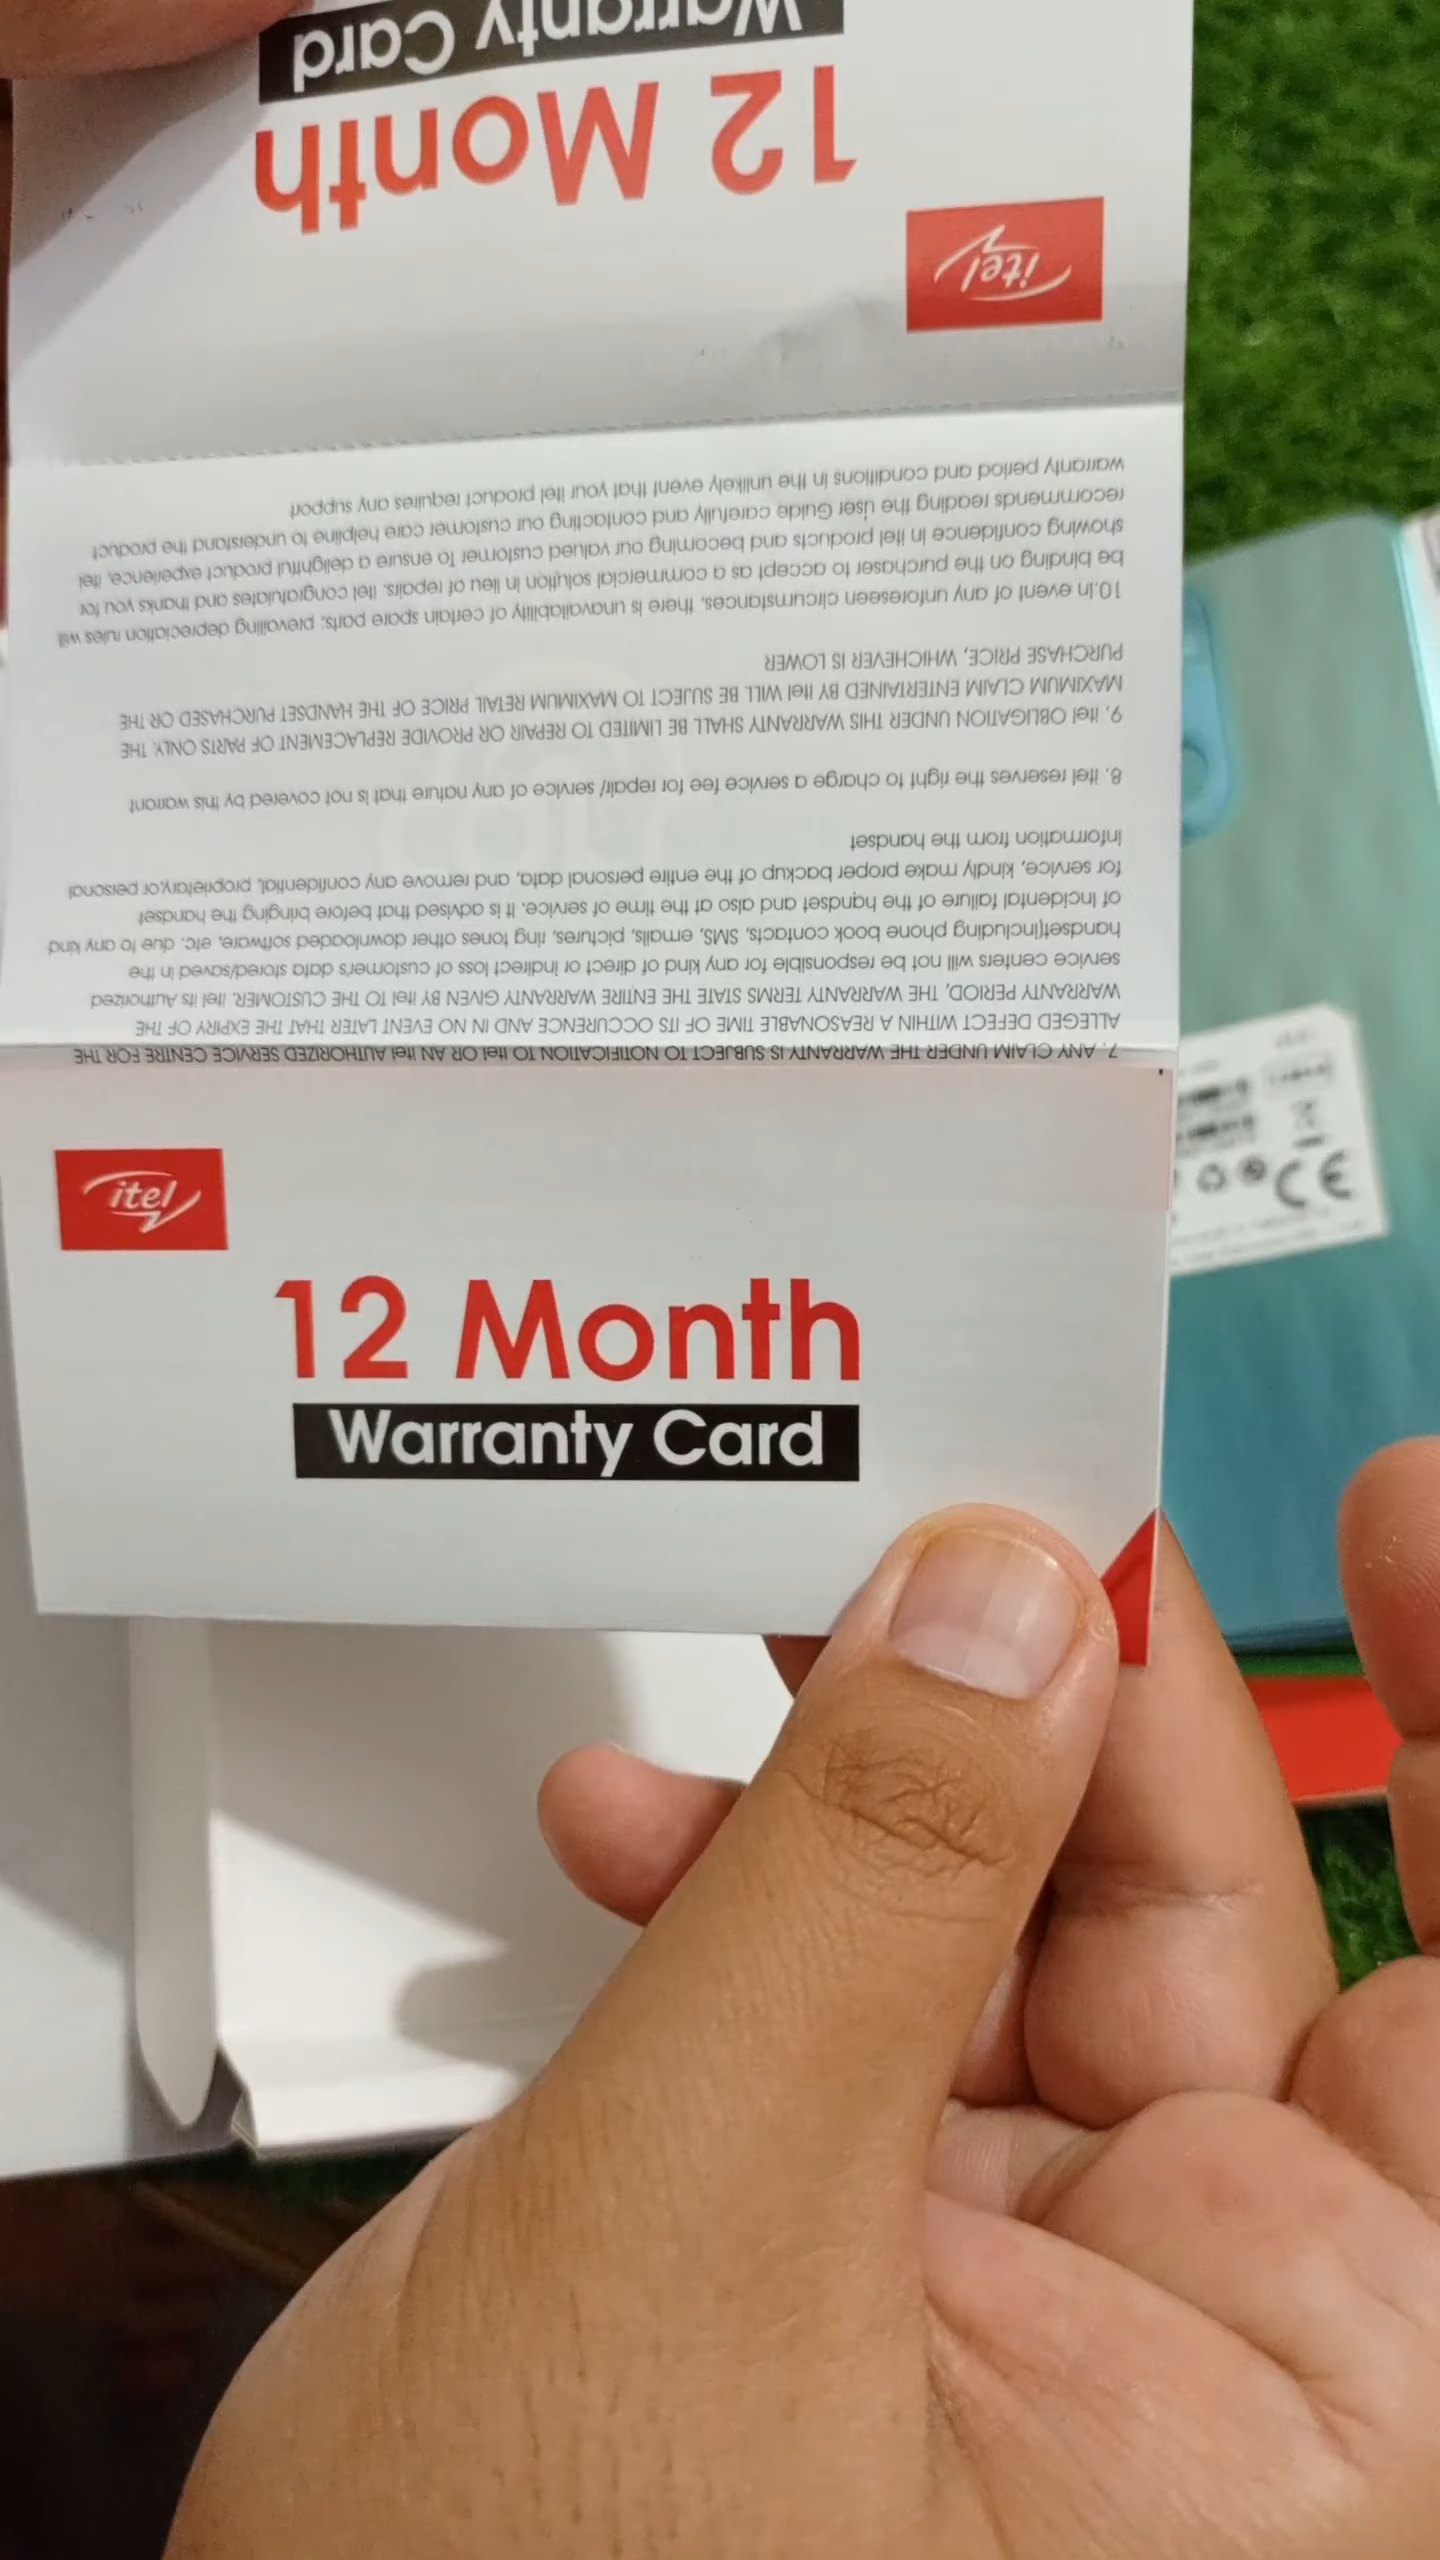 Warranty Card
12 Month
itel
7. ANY CLAIM UNDER THE WARRANTY IS SUBJECT TO NOTIFICATION TO itel OR AN itel AUTHORIZED SERVICE CENTRE FOR THE
ALLEGED DEFECT WITHIN A REASONABLE TIME OF ITS OCCURENCE AND IN NO EVENT LATER THAT THE EXPIRY OF THE
WARRANTY PERIOD, THE WARRANTY TERMS STATE THE ENTIRE WARRANTY GIVEN BY itel TO THE CUSTOMER. itel its Authorized
service centers will not be responsible for any kind of direct or indirect loss of customer's data stored/saved in the
handset(including phone book contacts, SMS, emails, pictures, ring tones other downloaded software, etc. due to any kind
of incidental failure of the handset and also at the time of service. It is advised that before bringing the handset
for service, kindly make proper backup of the entire personal data, and remove any confidential, proprietary,or personal
information from the handset
8. itel reserves the right to charge a service fee for repair/ service of any nature that is not covered by this warrant
9. itel OBLIGATION UNDER THIS WARRANTY SHALL BE LIMITED TO REPAIR OR PROVIDE REPLACEMENT OF PARTS ONLY. THE
MAXIMUM CLAIM ENTERTAINED BY itel WILL BE SUJECT TO MAXIMUM RETAIL PRICE OF THE HANDSET PURCHASED OR THE
PURCHASE PRICE, WHICHEVER IS LOWER
10.In event of any unforeseen circumstances, there is unavailability of certain spare parts; prevailing depreciation rules will
be binding on the purchaser to accept as a commercial solution in lieu of repairs. itel congratulates and thanks you for
showing confidence in itel products and becoming our valued customer To ensure a delightful product experience, itel
recommends reading the user Guide carefully and contacting our customer care helpline to understand the product
warranty period and conditions in the unlikely event that your itel product requires any support
itel
12 Month
Warranty Card
CE